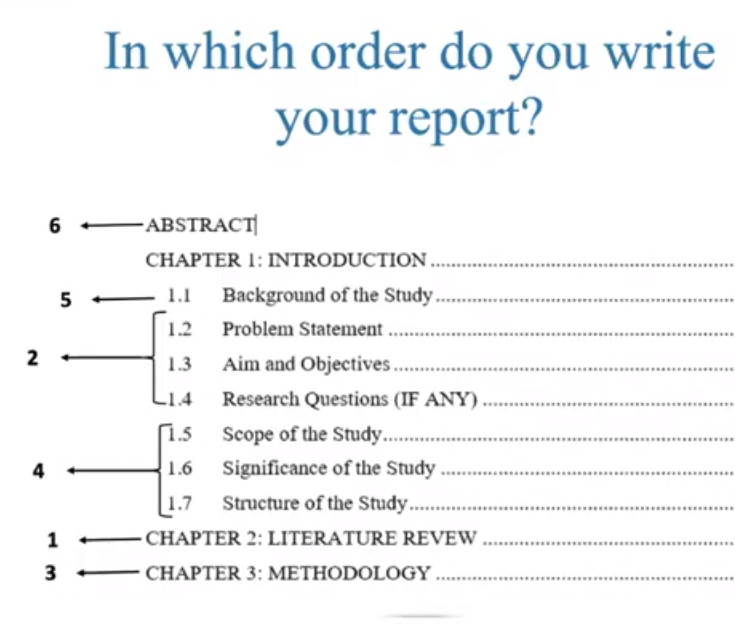 In which order do you write
your report?
6 ABSTRACT
CHAPTER 1: INTRODUCTION ................................................................
5 1.1 Background of the Study................................................................
1.2 Problem Statement ................................................................
2 1.3 Aim and Objectives................................................................
1.4 Research Questions (IF ANY) ................................................................
1.5 Scope of the Study................................................................
4 1.6 Significance of the Study ................................................................
1.7 Structure of the Study................................................................
1 CHAPTER 2: LITERATURE REVEW ................................................................
3 CHAPTER 3: METHODOLOGY ................................................................